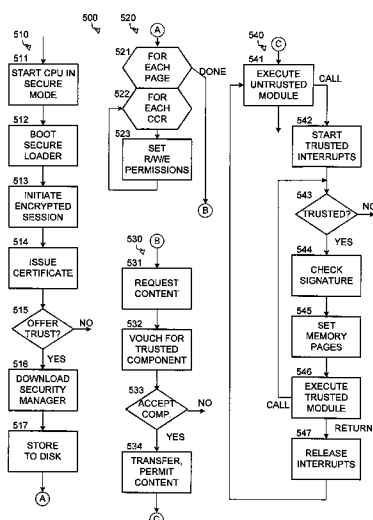 500
510
511
START CPU IN
SECURE
MODE
512
BOOT
SECURE
LOADER
513
INITIATE
ENCRYPTED
SESSION
514
ISSUE
CERTIFICATE
515
OFFER
TRUST?
NO
YES
516
DOWNLOAD
SECURITY
MANAGER
517
STORE
TO DISK
A
520
A
521
FOR
EACH
PAGE
DONE
522
FOR
EACH
CCR
523
SET
R/W/E
PERMISSIONS
B
530
B
531
REQUEST
CONTENT
532
VOUCH FOR
TRUSTED
COMPONENT
533
ACCEPT
COMP.
NO
YES
534
TRANSFER,
PERMIT
CONTENT
C
540
C
541
EXECUTE
UNTRUSTED
MODULE
CALL
542
START
TRUSTED
INTERRUPTS
543
TRUSTED?
NO
YES
544
CHECK
SIGNATURE
545
SET
MEMORY
PAGES
546
EXECUTE
TRUSTED
MODULE
CALL
RETURN
547
RELEASE
INTERRUPTS